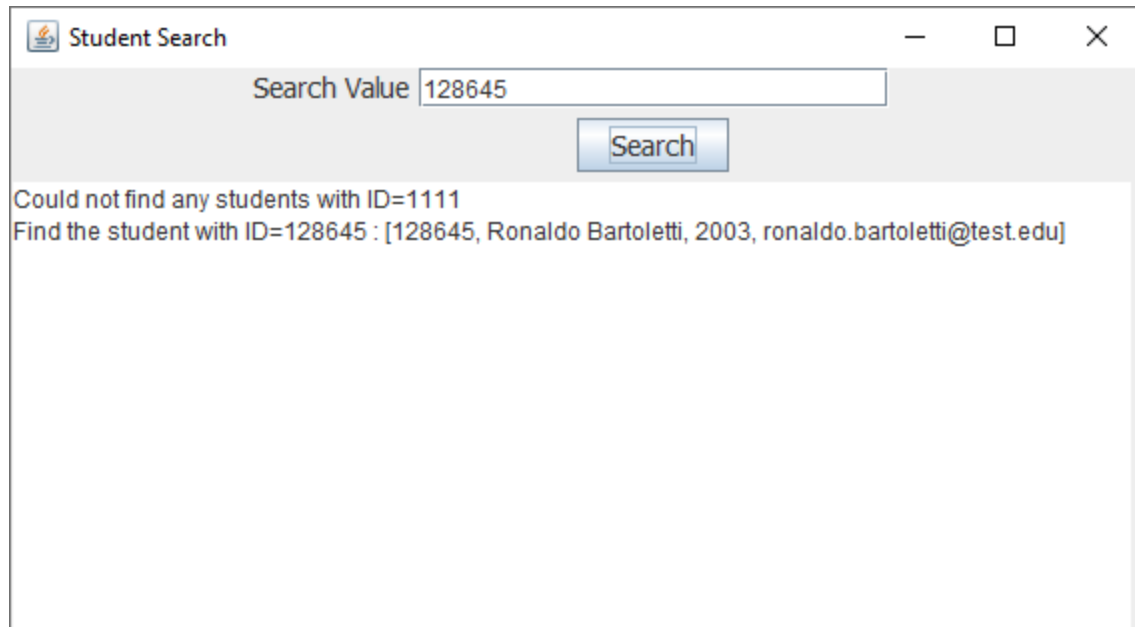 Student Search
Search Value 128645
Search
Could not find any students with ID=1111
Find the student with ID=128645 : [128645, Ronaldo Bartoletti, 2003, ronaldo.bartoletti@test.edu]